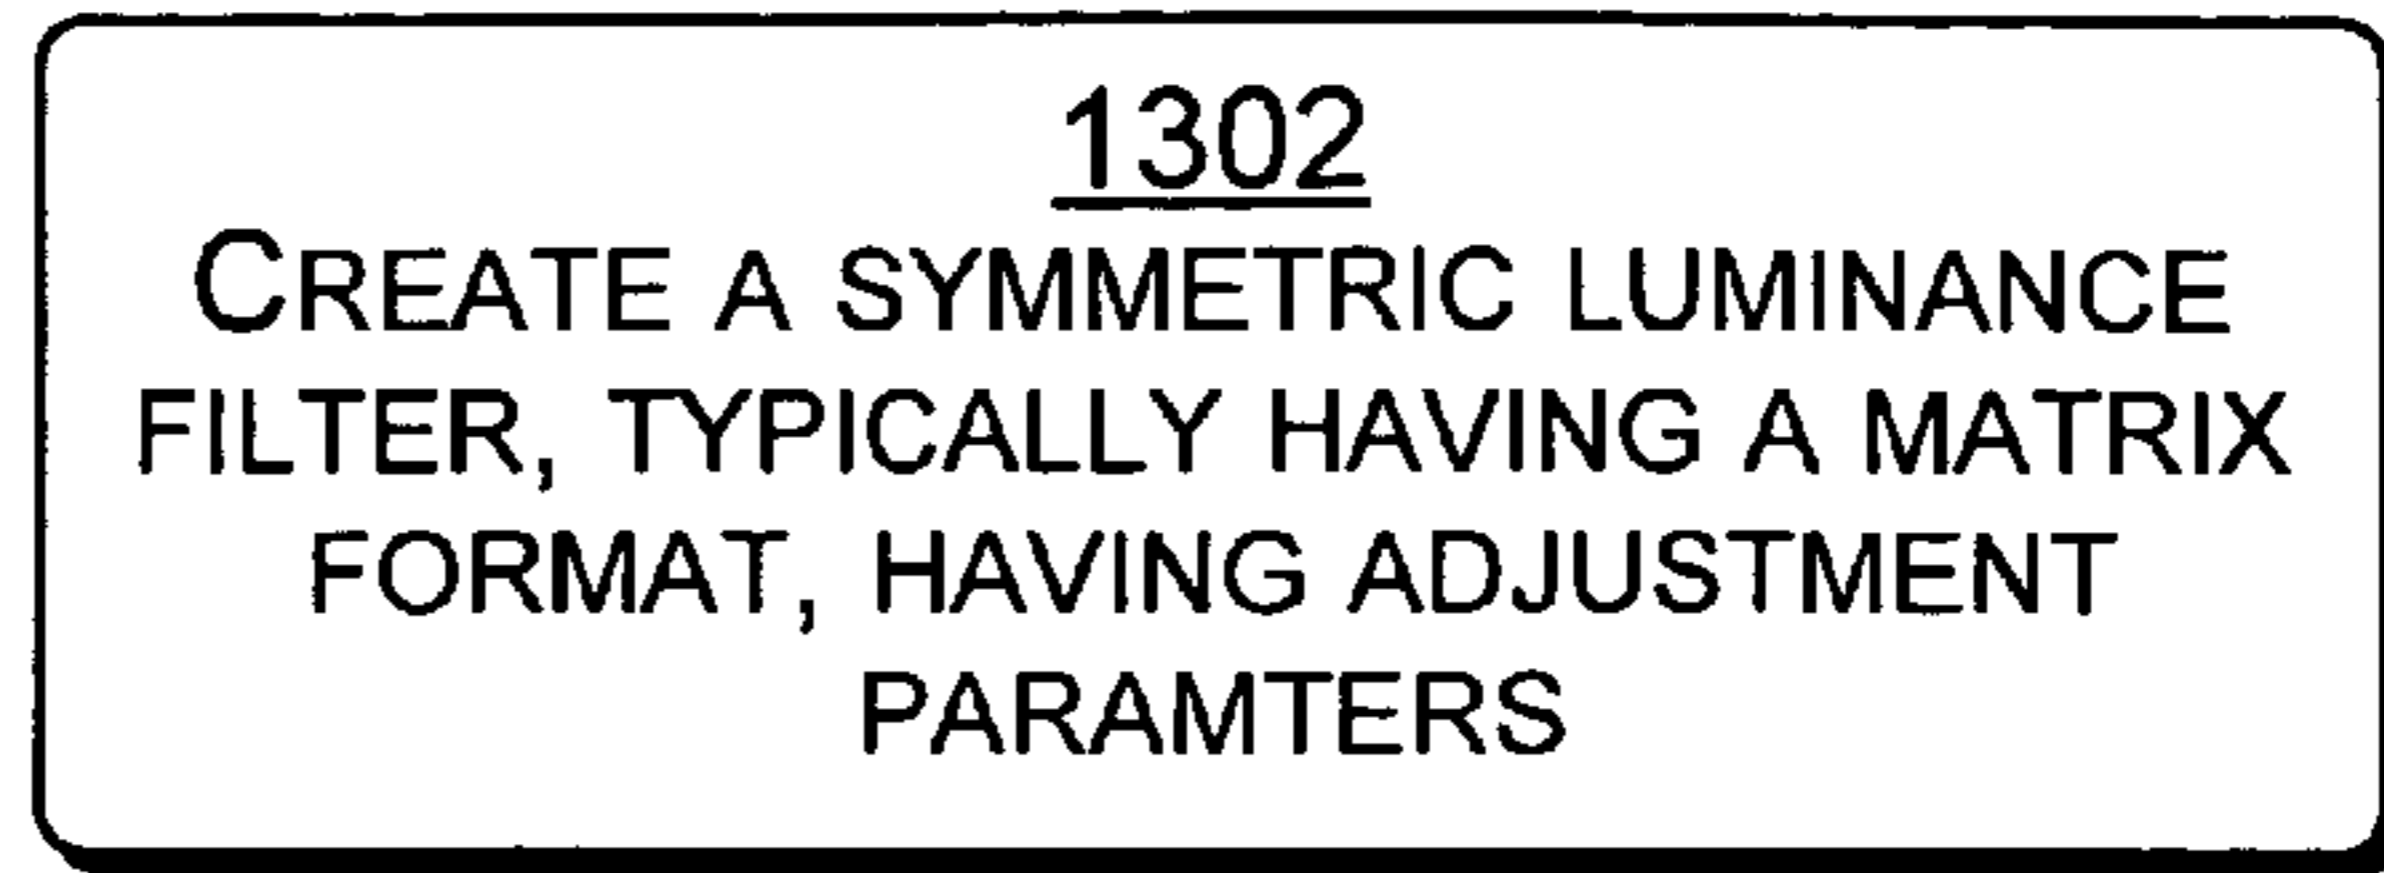 1302
CREATE A SYMMETRIC LUMINANCE
FILTER, TYPICALLY HAVING A MATRIX
FORMAT, HAVING ADJUSTMENT
PARAMTERS